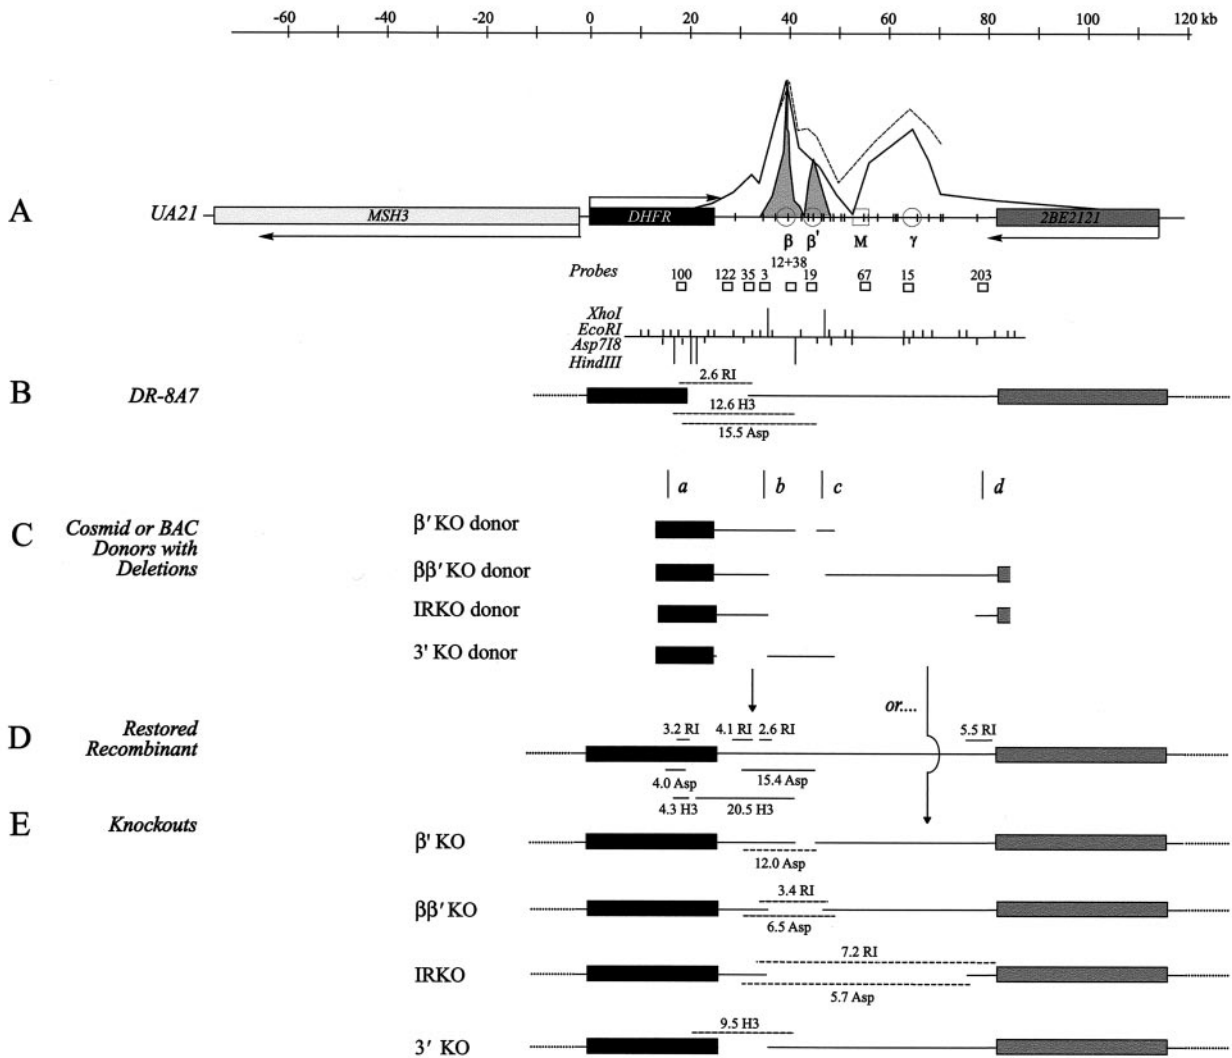 -60 -40 -20 0 20 40 60 80 100 120 kb
A UA21 MSH3 DHFR 2BE2121
β β' M γ
12+38
Probes 100 122 35 3 19 67 15 203
XhoI
EcoRI
Asp718
HindIII
B DR-8A7
2.6 RI
12.6 H3
15.5 Asp
a b c d
C Cosmid or BAC
Donors with
Deletions
β' KO donor
ββ' KO donor
IRKO donor
3' KO donor
or....
D Restored
Recombinant
3.2 RI 4.1 RI 2.6 RI 5.5 RI
4.0 Asp 15.4 Asp
4.3 H3 20.5 H3
E Knockouts
β' KO
12.0 Asp
ββ' KO
3.4 RI
6.5 Asp
IRKO
7.2 RI
5.7 Asp
3' KO
9.5 H3